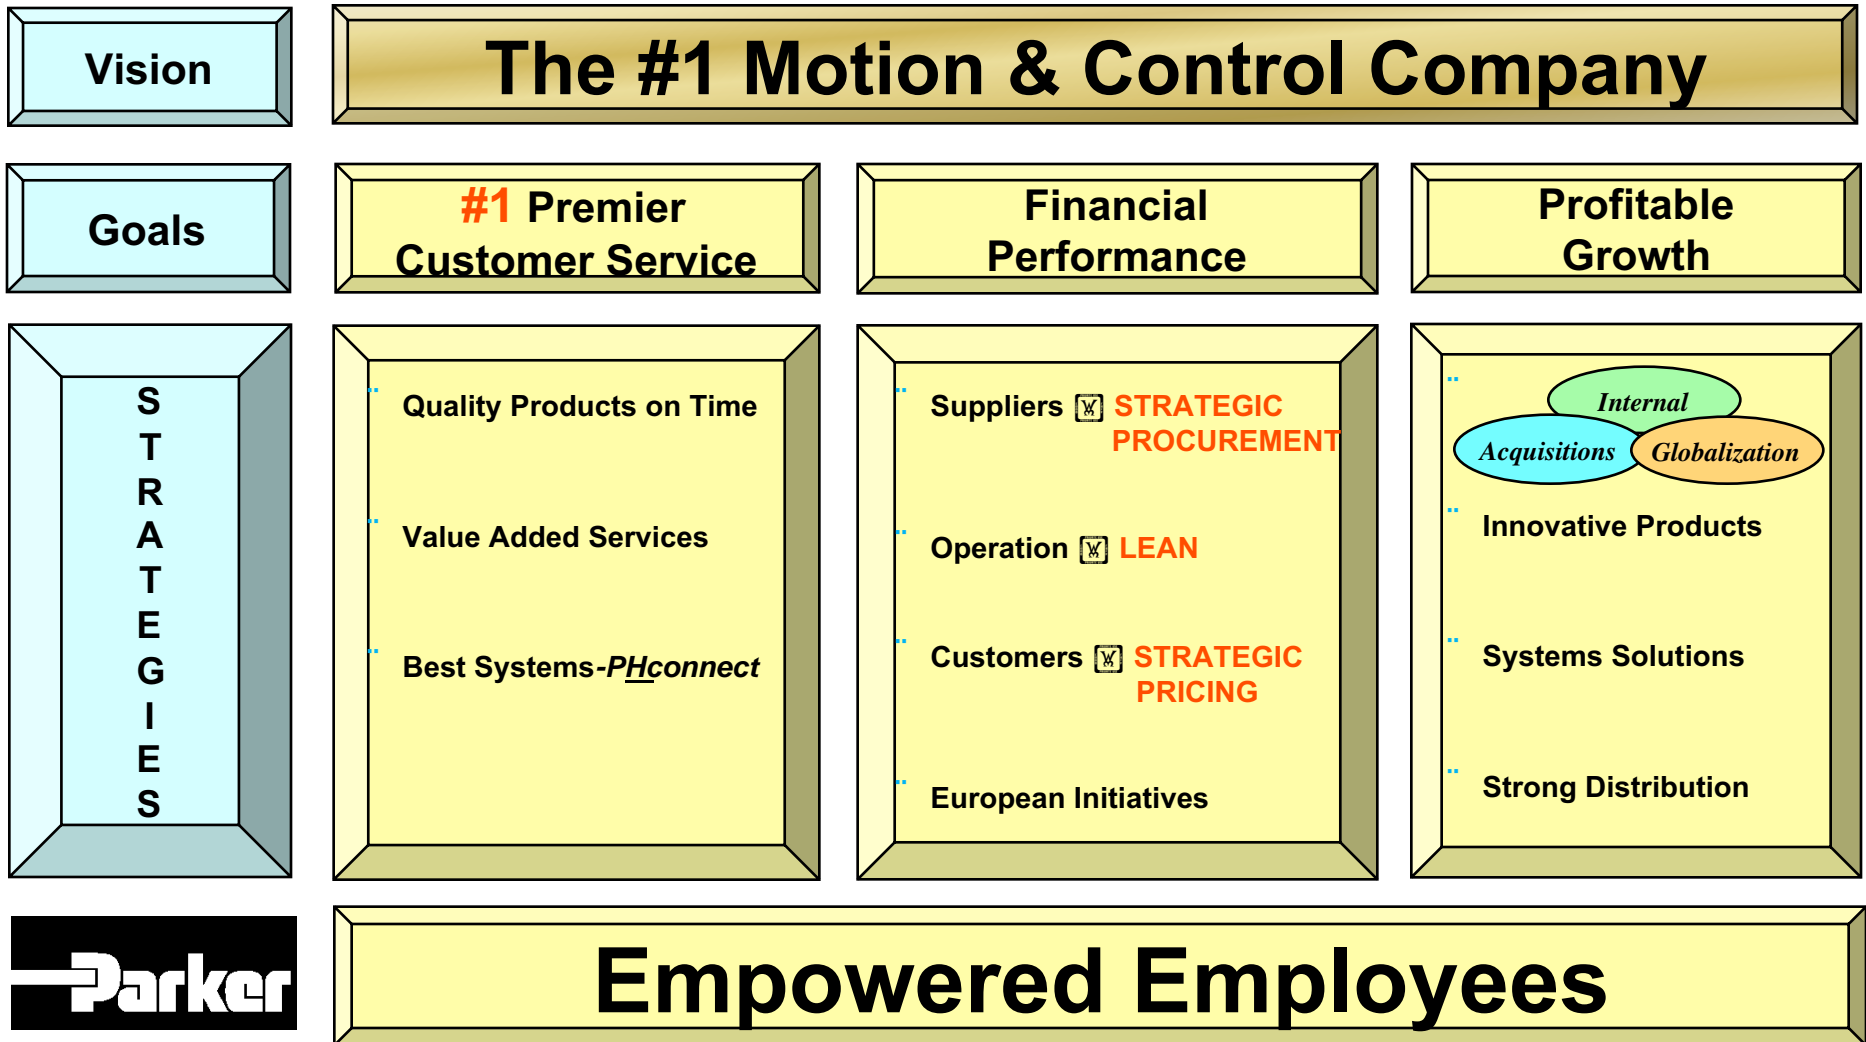 Vision
The #1 Motion & Control Company
Goals
#1 Premier
Customer Service
Financial
Performance
Profitable
Growth
S
T
R
A
T
E
G
I
E
S
Quality Products on Time
Value Added Services
Best Systems-PHconnect
Suppliers STRATEGIC
PROCUREMENT
Operation LEAN
Customers STRATEGIC
PRICING
European Initiatives
Internal
Acquisitions
Globalization
Innovative Products
Systems Solutions
Strong Distribution
Parker
Empowered Employees